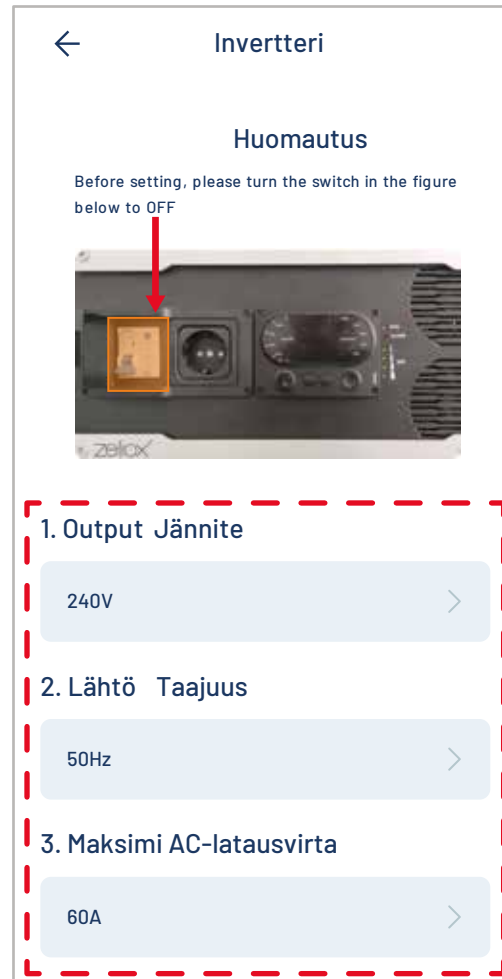 Invertteri
Huomautus
Before setting, please turn the switch in the figure
below to OFF
zelox
1. Output Jännite
240V
2. Lähtö Taajuus
50Hz
3. Maksimi AC-latausvirta
60A